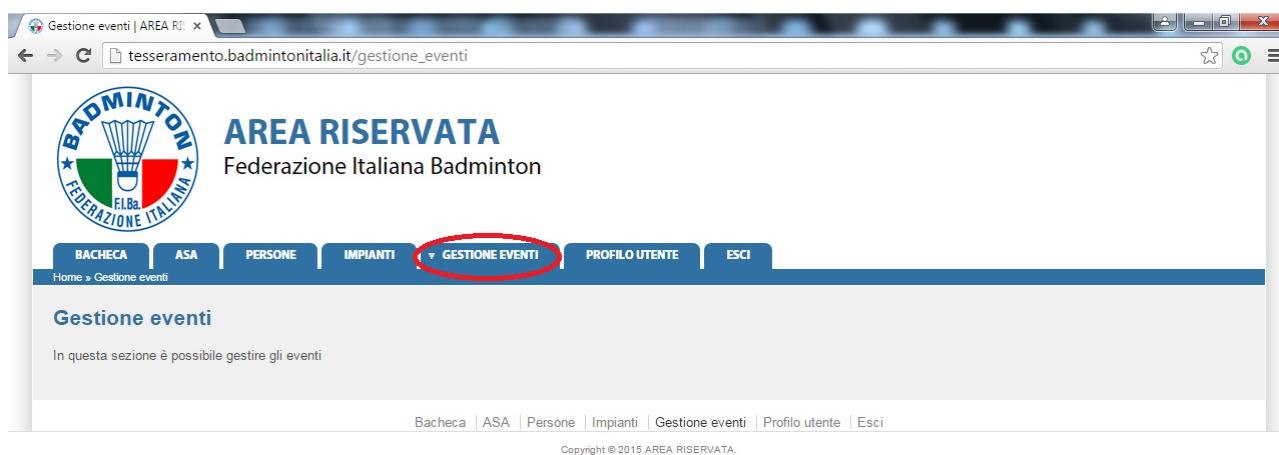 Gestione eventi | AREA RI
tesseramento.badmintonitalia.it/gestione_eventi
BADMINTON
FEDERAZIONE ITALIANA
F.I.Ba.
AREA RISERVATA
Federazione Italiana Badminton
BACHECA ASA PERSONE IMPIANTI ▼ GESTIONE EVENTI PROFILO UTENTE ESCI
Home » Gestione eventi
Gestione eventi
In questa sezione è possibile gestire gli eventi
Bacheca | ASA | Persone | Impianti | Gestione eventi | Profilo utente | Esci
Copyright © 2015 AREA RISERVATA.